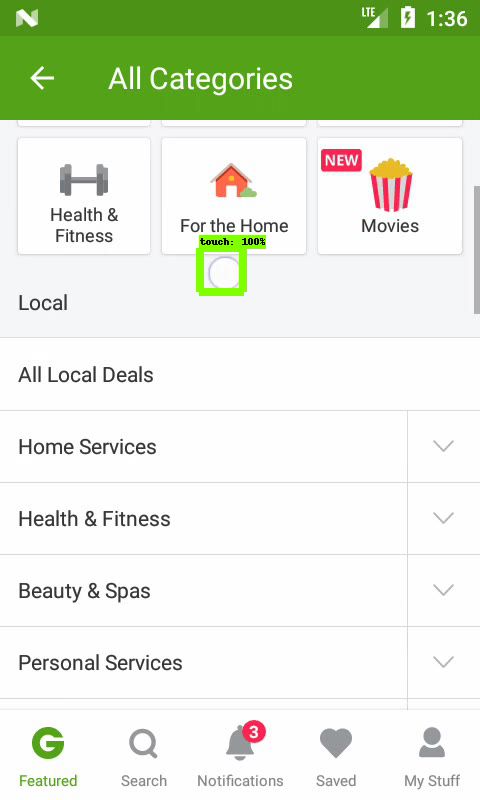 LTE 1:36
All Categories
NEW
Health &
Fitness
For the Home
Movies
touch: 100%
Local
All Local Deals
Home Services
Health & Fitness
Beauty & Spas
Personal Services
3
Featured
Search
Notifications
Saved
My Stuff